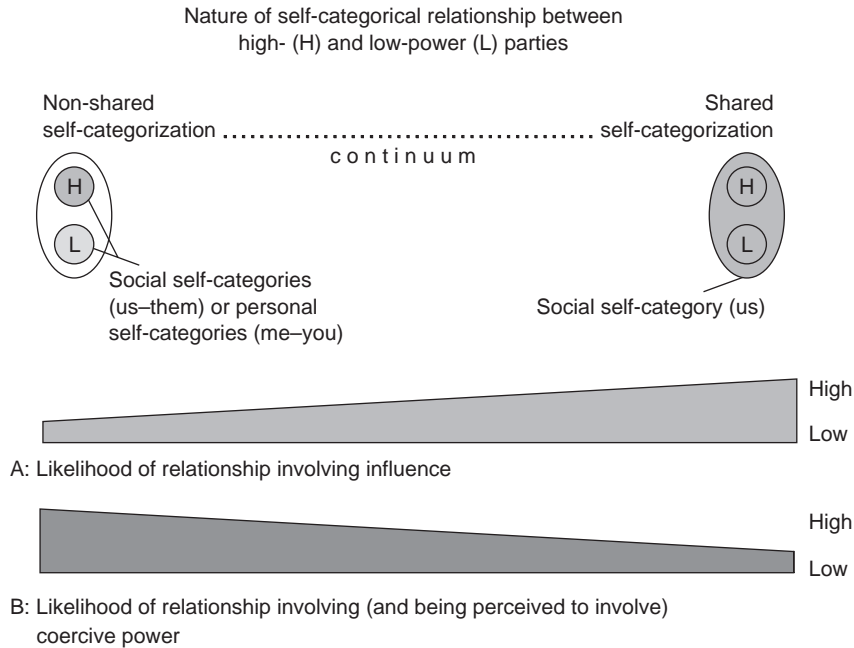 Nature of self-categorical relationship between
high- (H) and low-power (L) parties
Non-shared
self-categorization
Shared
self-categorization
continuum
H
L
H
L
Social self-categories
(us–them) or personal
self-categories (me–you)
Social self-category (us)
High
Low
A: Likelihood of relationship involving influence
High
Low
B: Likelihood of relationship involving (and being perceived to involve)
coercive power